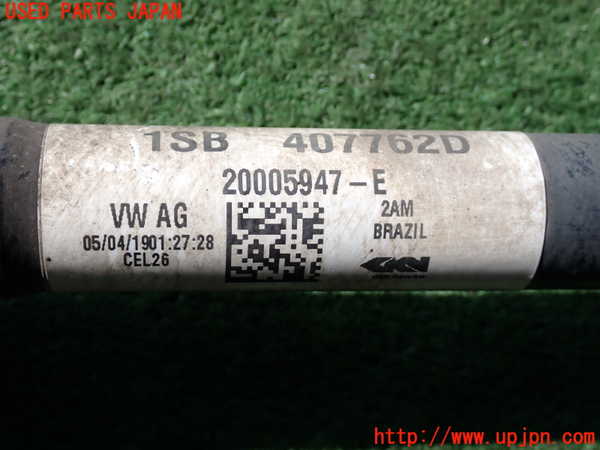 USED PARTS JAPAN
1SB 407762D
20005947-E
VW AG
05/04/1901:27:28
CEL26
2AM
BRAZIL
GKN
http://www.upjpn.com/